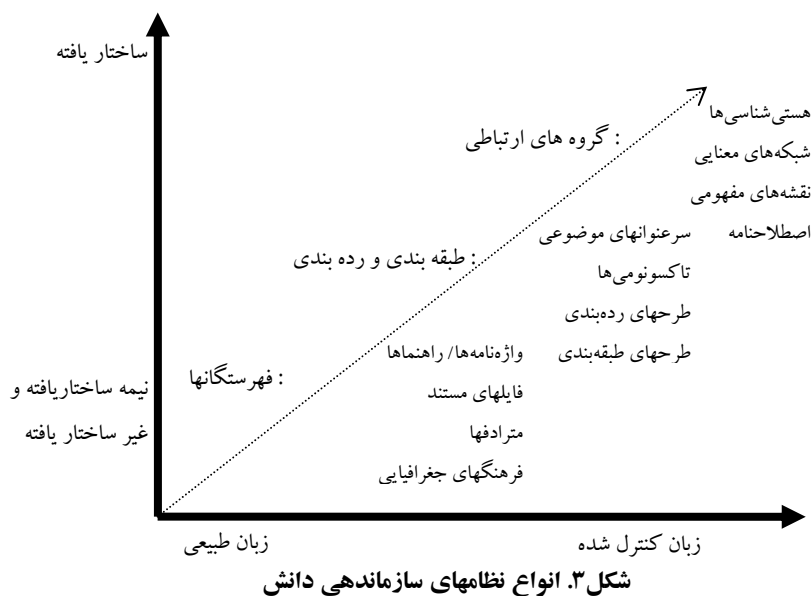 ساختار یافته
هستی‌شناسی‌ها
گروه های ارتباطی :
شبکه‌های معنایی
نقشه‌های مفهومی
اصطلاحنامه
سرعنوانهای موضوعی
طبقه بندی و رده بندی :
تاکسونومی‌ها
طرحهای رده‌بندی
طرحهای طبقه‌بندی
واژه‌نامه‌ها/ راهنماها
فهرستگانها :
نیمه ساختاریافته و
غیر ساختار یافته
فایلهای مستند
مترادفها
فرهنگهای جغرافیایی
زبان کنترل شده
زبان طبیعی
شکل۳. انواع نظامهای سازماندهی دانش